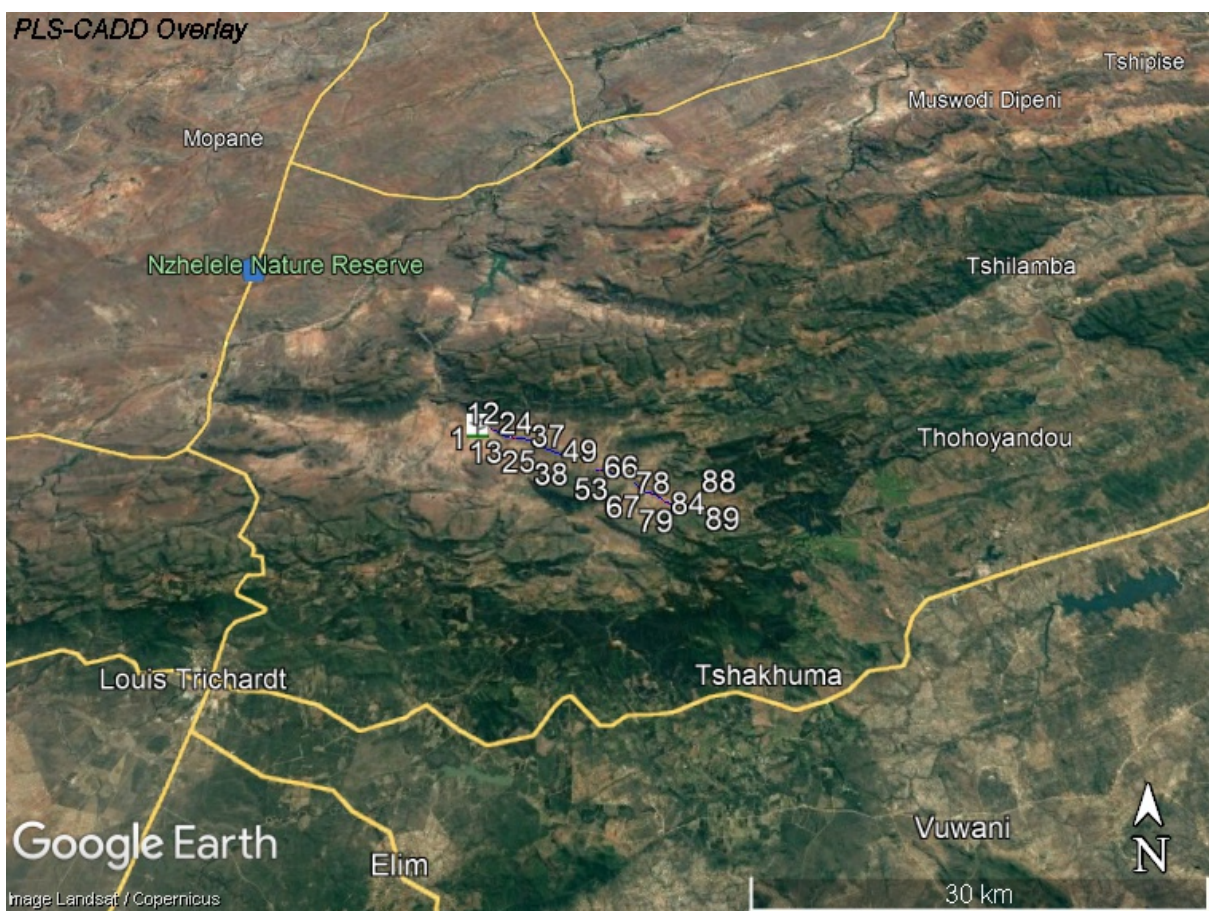 PLS-CADD Overlay
Tshipise
Muswodi Dipeni
Mopane
Nzhelele Nature Reserve
Tshilamba
12
24
1
37
Thohoyandou
13
49
25
38
66
53
78
88
67
84
79
89
Tshakhuma
Louis Trichardt
Vuwani
N
Google Earth
Elim
Image Landsat / Copernicus
30 km